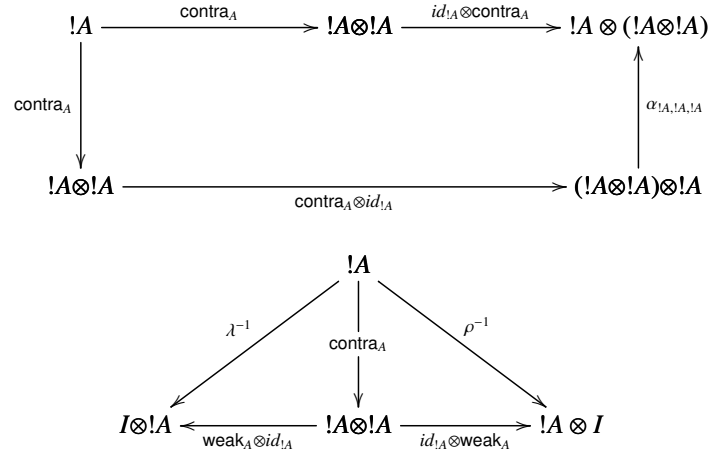 !A contra_A !A⊗!A id_{!A}⊗contra_A !A ⊗ (!A⊗!A)
contra_A α_{!A,!A,!A}
!A⊗!A contra_A⊗id_{!A} (!A⊗!A)⊗!A
!A
λ^{-1} contra_A ρ^{-1}
I⊗!A weak_A⊗id_{!A} !A⊗!A id_{!A}⊗weak_A !A ⊗ I